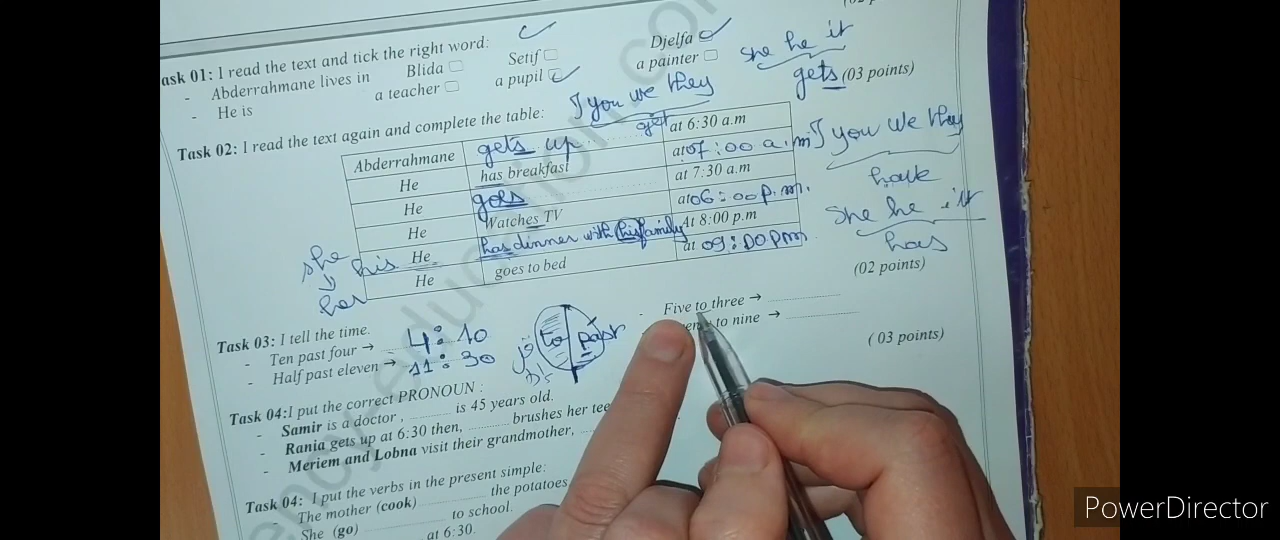 ask 01: I read the text and tick the right word:
- Abderrahmane lives in Blida Setif Djelfa
- He is a teacher a pupil a painter
she he it
gets (03 points)
Task 02: I read the text again and complete the table:
I you we they
get
Abderrahmane gets up at 6:30 a.m
He has breakfast at 07:00 a.m
He goes at 7:30 a.m
He Watches TV at 06:00 p.m.
He has dinner with his family At 8:00 p.m
He goes to bed at 09:00 pm
I you we they
have
she he it
has
she his
her
(02 points)
Task 03: I tell the time.
- Ten past four → 4:10 - Five to three →
- Half past eleven → 11:30 to nine →
to past
(03 points)
Task 04:I put the correct PRONOUN :
- Samir is a doctor , is 45 years old.
- Rania gets up at 6:30 then, brushes her tee
- Meriem and Lobna visit their grandmother,
Task 04: I put the verbs in the present simple:
- The mother (cook) the potatoes
She (go) to school.
at 6:30.
PowerDirector